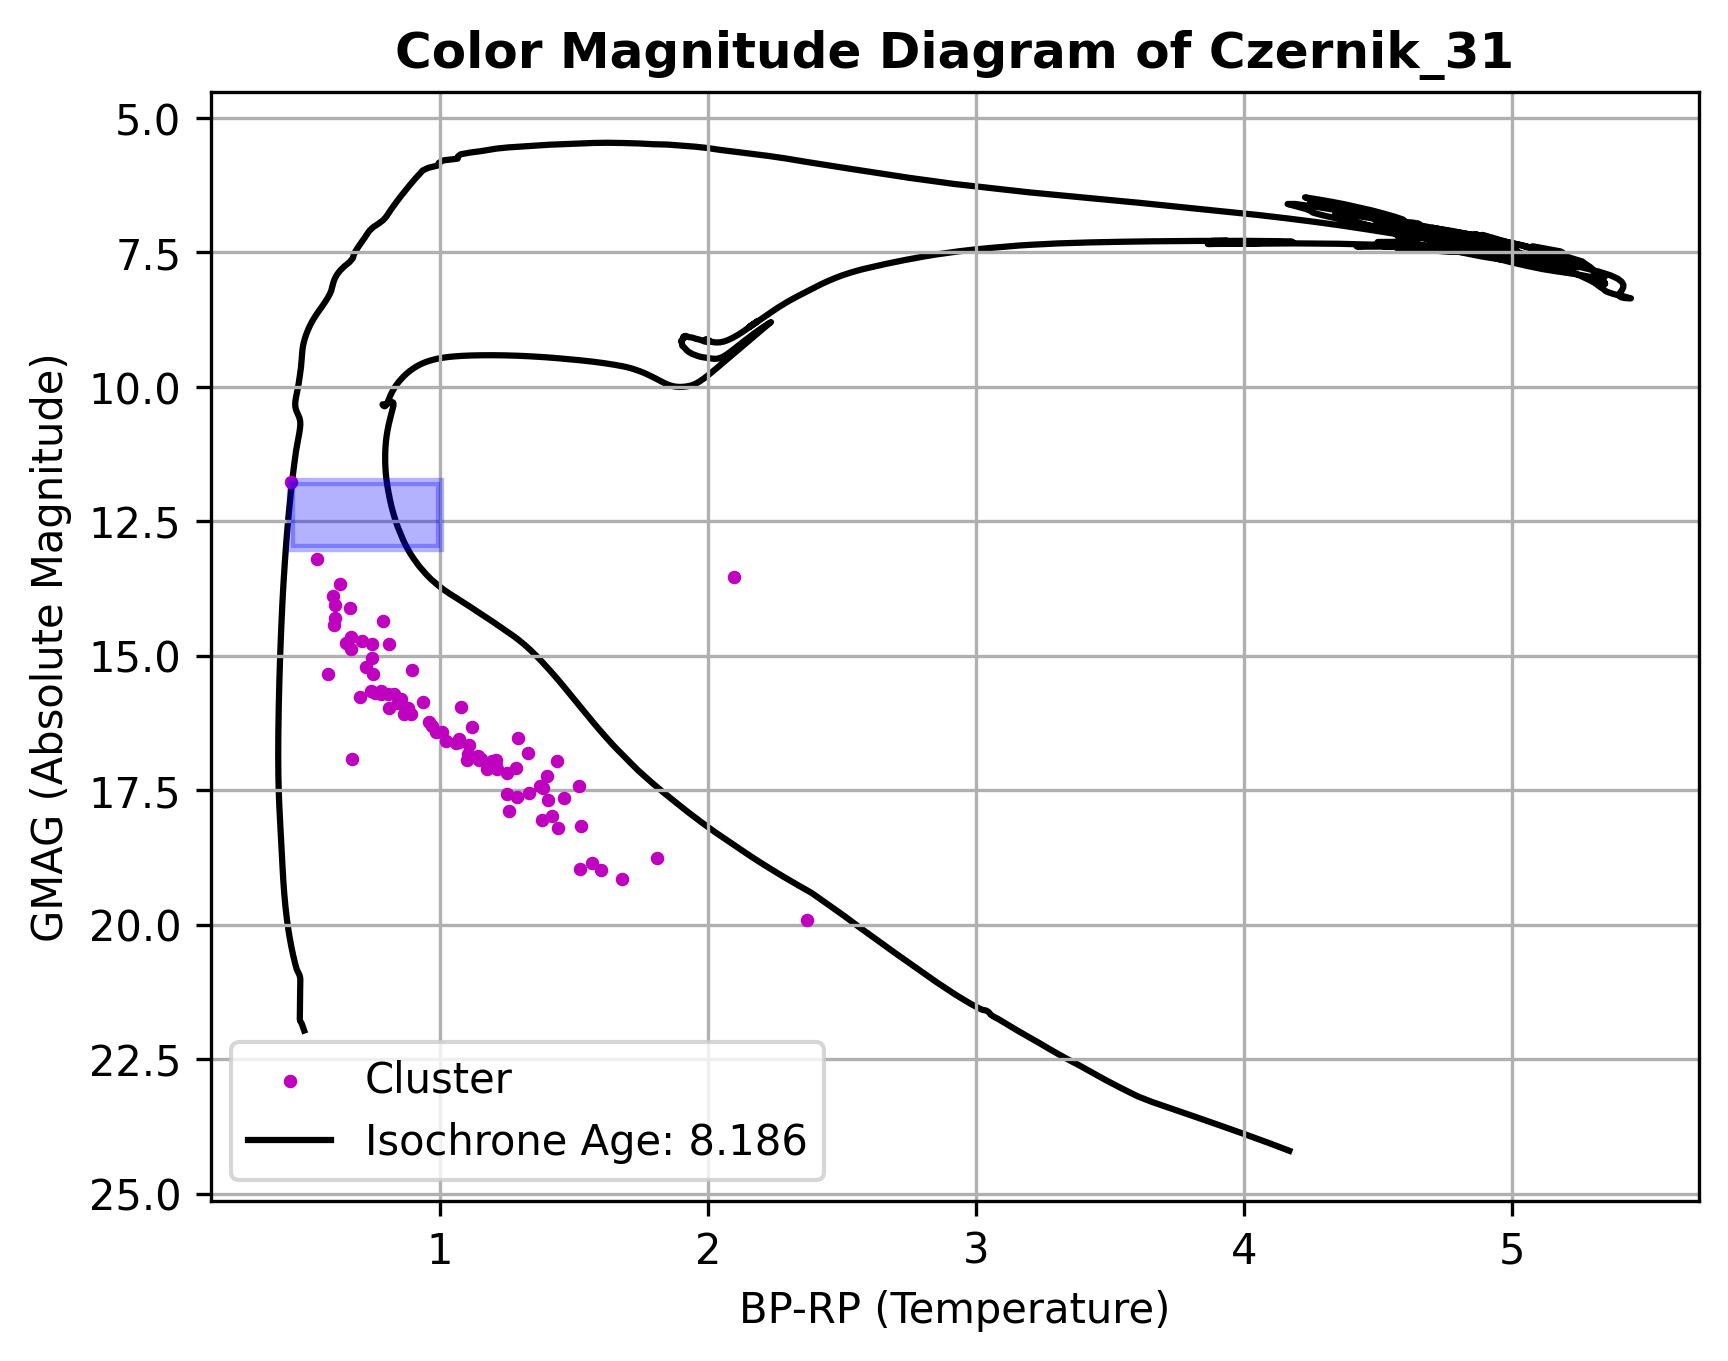 Color Magnitude Diagram of Czernik_31
GMAG (Absolute Magnitude)
5.0
7.5
10.0
12.5
15.0
17.5
20.0
22.5
25.0
Cluster
Isochrone Age: 8.186
1 2 3 4 5
BP-RP (Temperature)